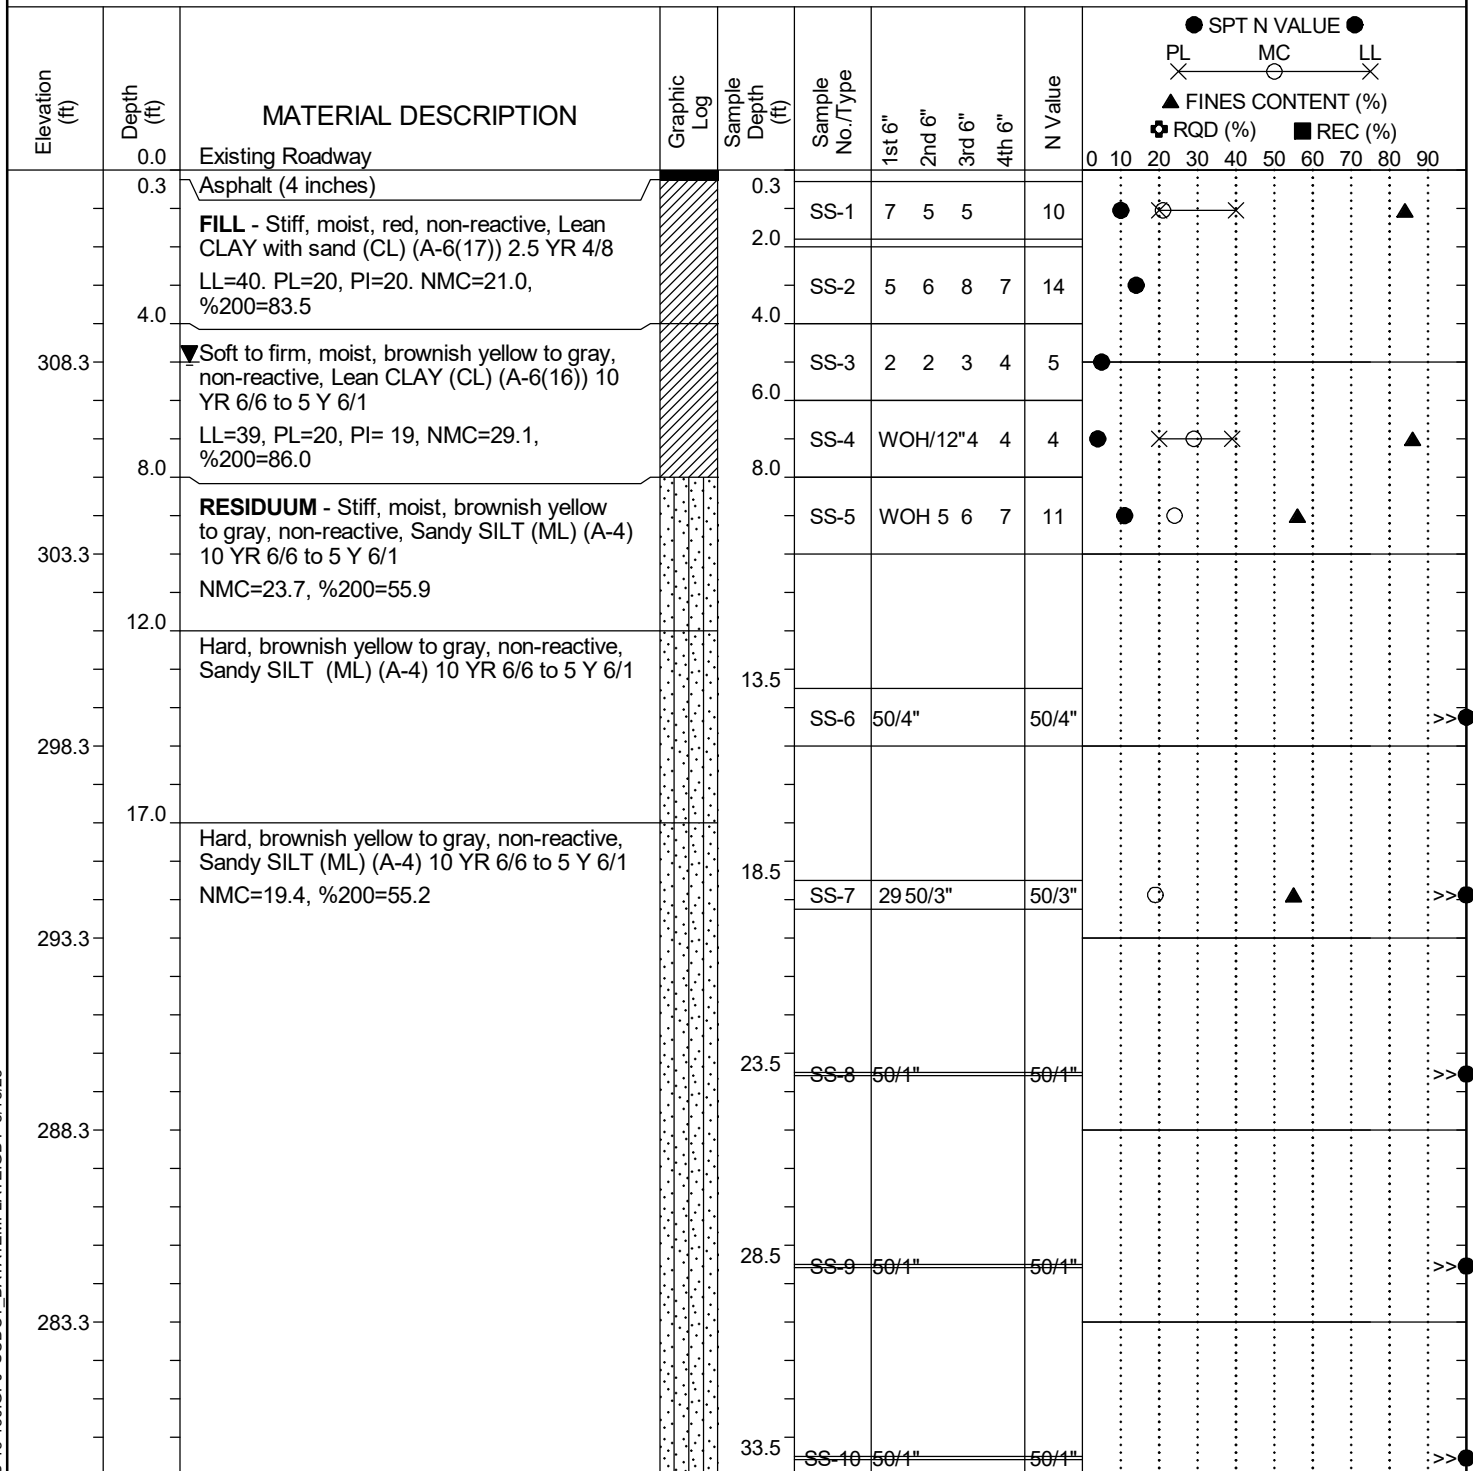 ● SPT N VALUE ●
PL MC LL
▲ FINES CONTENT (%)
RQD (%) ■ REC (%)
Elevation (ft)
Depth (ft)
MATERIAL DESCRIPTION
Graphic Log
Sample Depth (ft)
Sample No./Type
1st 6"
2nd 6"
3rd 6"
4th 6"
N Value
0 10 20 30 40 50 60 70 80 90
0.0 Existing Roadway
0.3 Asphalt (4 inches) 0.3
FILL - Stiff, moist, red, non-reactive, Lean SS-1 7 5 5 10
CLAY with sand (CL) (A-6(17)) 2.5 YR 4/8 2.0
LL=40. PL=20, PI=20. NMC=21.0, SS-2 5 6 8 7 14
%200=83.5
4.0 4.0
Soft to firm, moist, brownish yellow to gray,
308.3 SS-3 2 2 3 4 5
non-reactive, Lean CLAY (CL) (A-6(16)) 10
YR 6/6 to 5 Y 6/1 6.0
LL=39, PL=20, PI= 19, NMC=29.1, SS-4 WOH/12"4 4 4
%200=86.0
8.0 8.0
RESIDUUM - Stiff, moist, brownish yellow SS-5 WOH 5 6 7 11
to gray, non-reactive, Sandy SILT (ML) (A-4)
303.3 10 YR 6/6 to 5 Y 6/1
NMC=23.7, %200=55.9
12.0
Hard, brownish yellow to gray, non-reactive,
Sandy SILT (ML) (A-4) 10 YR 6/6 to 5 Y 6/1 13.5
SS-6 50/4" 50/4" >>
298.3
17.0
Hard, brownish yellow to gray, non-reactive,
Sandy SILT (ML) (A-4) 10 YR 6/6 to 5 Y 6/1 18.5
NMC=19.4, %200=55.2 SS-7 29 50/3" 50/3" >>
293.3
23.5
SS-8 50/1" 50/1" >>
288.3
28.5
SS-9 50/1" 50/1" >>
283.3
33.5
SS-10 50/1" 50/1" >>